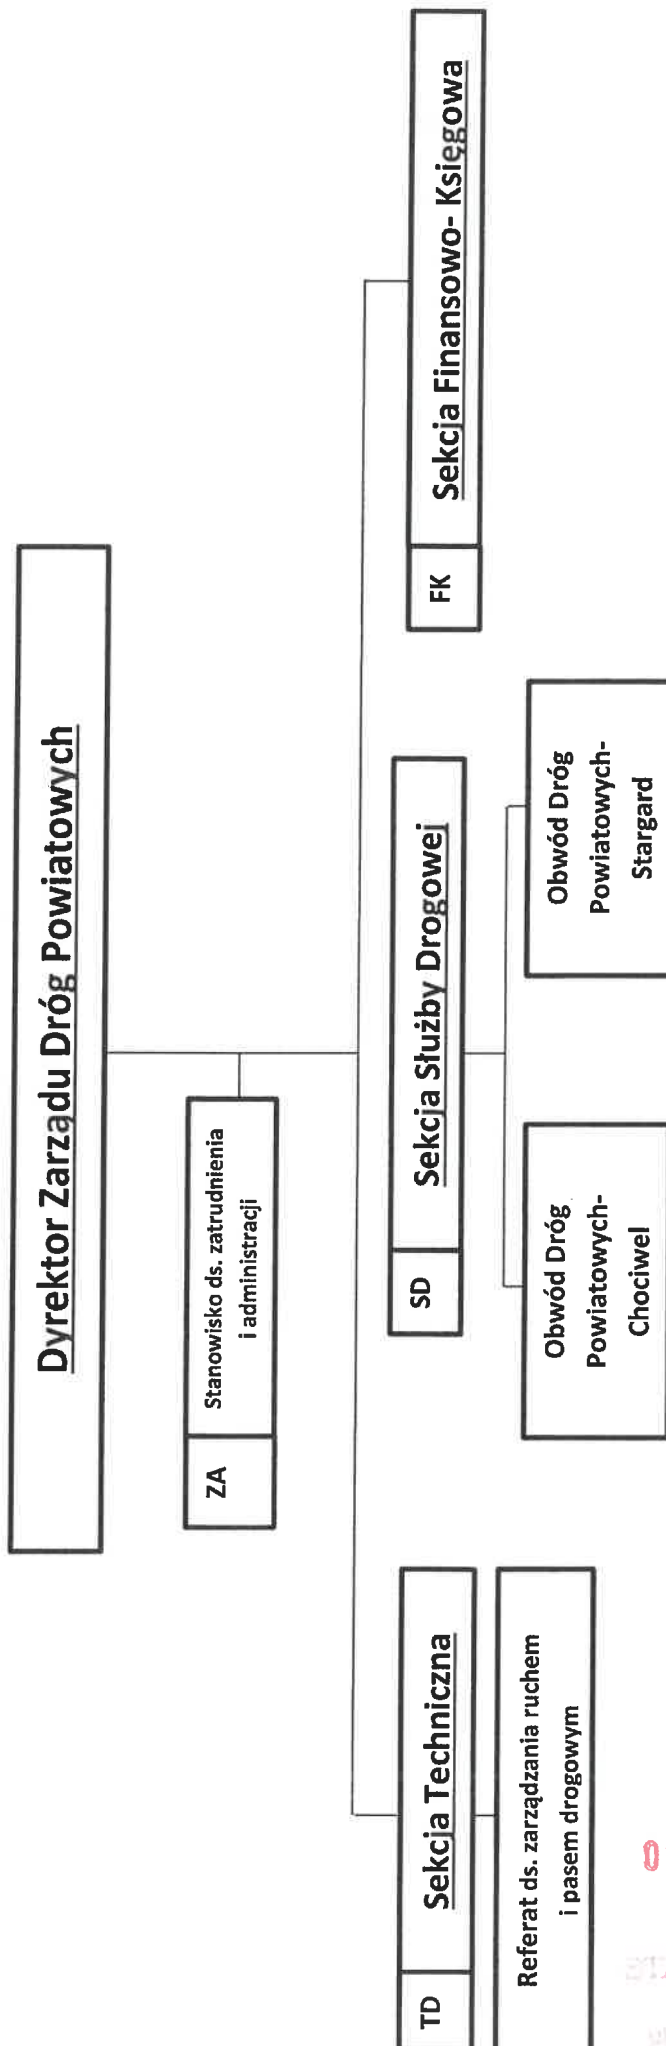 Dyrektor Zarządu Dróg Powiatowych
ZA
Stanowisko ds. zatrudnienia
i administracji
TD
Sekcja Techniczna
Referat ds. zarządzania ruchem
i pasem drogowym
SD
Sekcja Służby Drogowej
Obwód Dróg
Powiatowych-
Chociwel
Obwód Dróg
Powiatowych-
Stargard
FK
Sekcja Finansowo- Księgowa